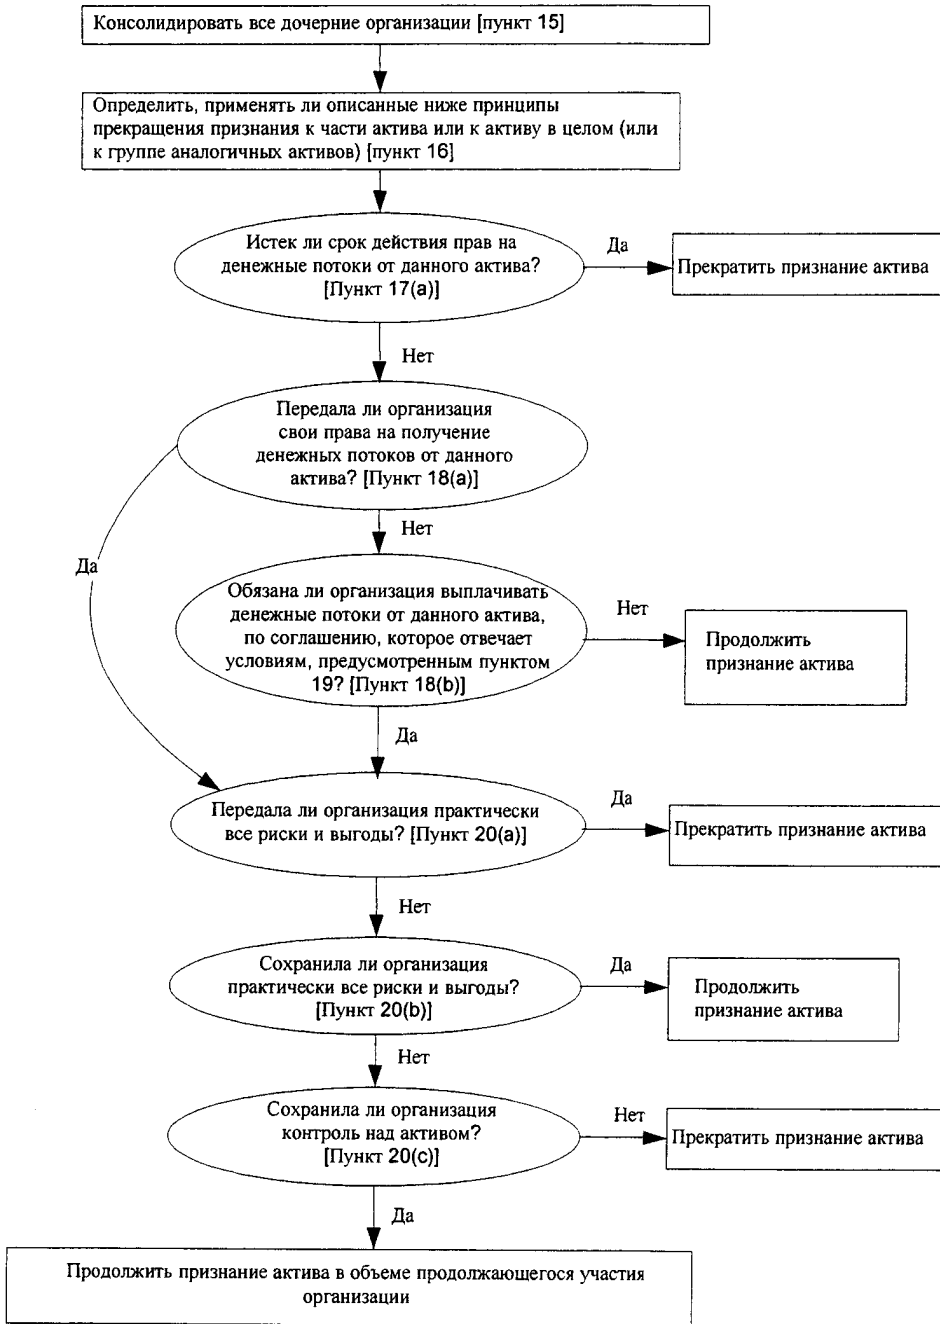 Консолидировать все дочерние организации [пункт 15]
Определить, применять ли описанные ниже принципы
прекращения признания к части актива или к активу в целом (или
к группе аналогичных активов) [пункт 16]
Истек ли срок действия прав на
денежные потоки от данного актива?
[Пункт 17(a)]
Да
Прекратить признание актива
Нет
Передала ли организация
свои права на получение
денежных потоков от данного
актива? [Пункт 18(a)]
Нет
Да
Обязана ли организация выплачивать
денежные потоки от данного актива,
по соглашению, которое отвечает
условиям, предусмотренным пунктом
19? [Пункт 18(b)]
Нет
Продолжить
признание актива
Да
Передала ли организация практически
все риски и выгоды? [Пункт 20(a)]
Да
Прекратить признание актива
Нет
Сохранила ли организация
практически все риски и выгоды?
[Пункт 20(b)]
Да
Продолжить
признание актива
Нет
Сохранила ли организация
контроль над активом?
[Пункт 20(c)]
Нет
Прекратить признание актива
Да
Продолжить признание актива в объеме продолжающегося участия
организации